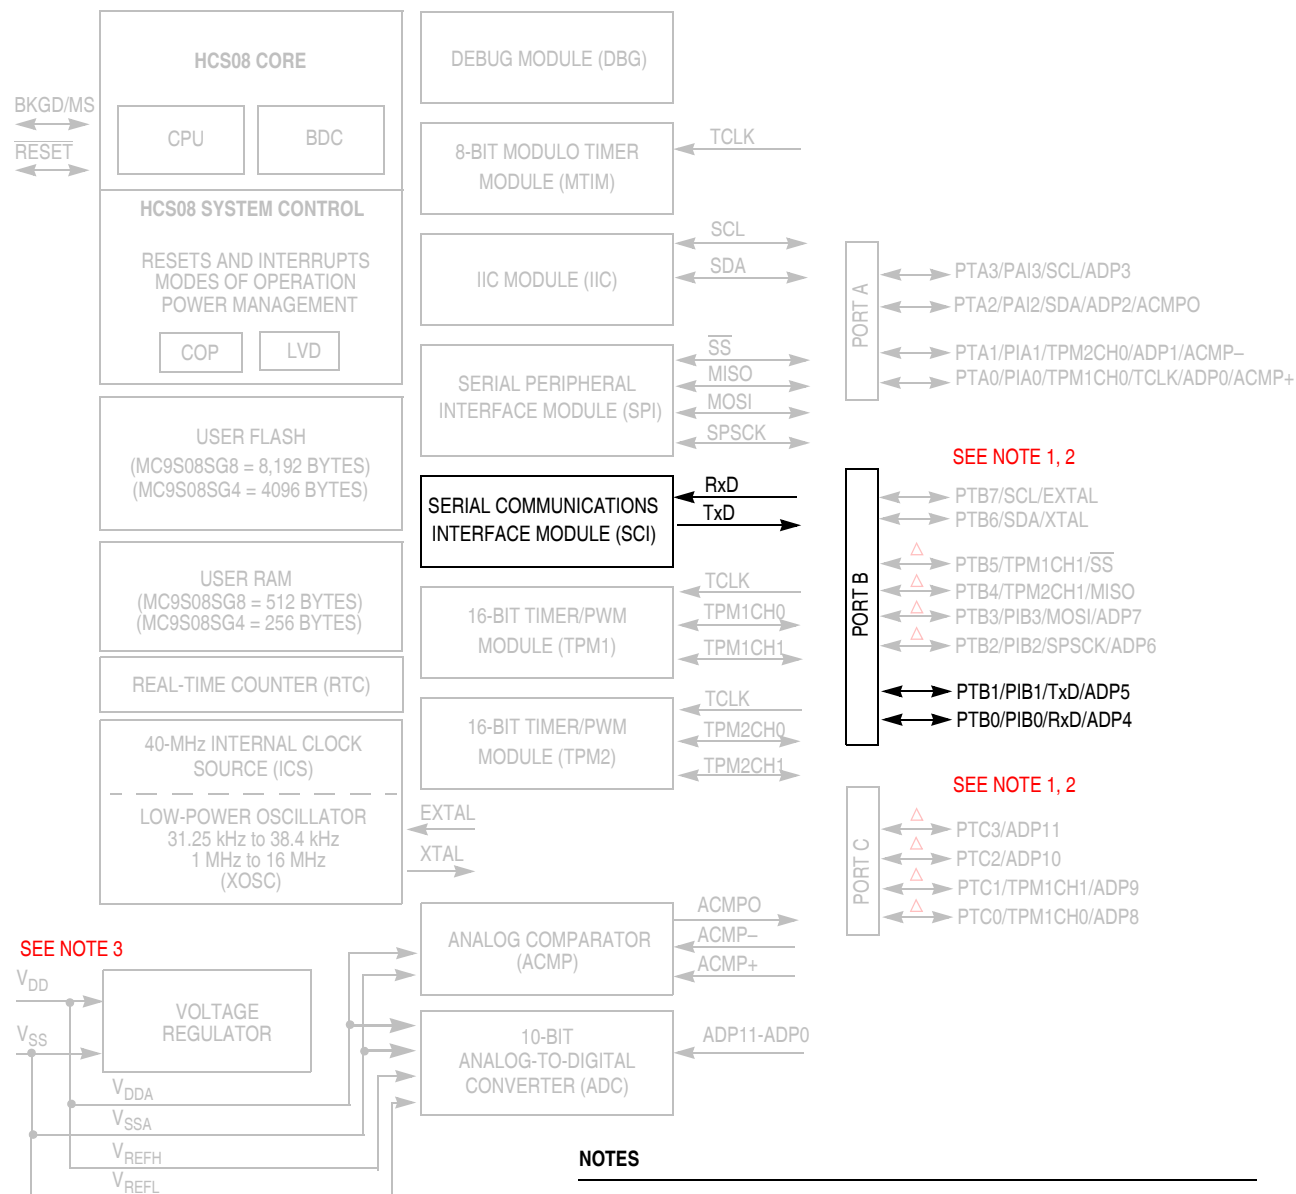 HCS08 CORE
CPU
BDC
BKGD/MS
RESET
HCS08 SYSTEM CONTROL
RESETS AND INTERRUPTS
MODES OF OPERATION
POWER MANAGEMENT
COP
LVD
USER FLASH
(MC9S08SG8 = 8,192 BYTES)
(MC9S08SG4 = 4096 BYTES)
USER RAM
(MC9S08SG8 = 512 BYTES)
(MC9S08SG4 = 256 BYTES)
REAL-TIME COUNTER (RTC)
40-MHz INTERNAL CLOCK
SOURCE (ICS)
LOW-POWER OSCILLATOR
31.25 kHz to 38.4 kHz
1 MHz to 16 MHz
(XOSC)
EXTAL
XTAL
SEE NOTE 3
VDD
VSS
VOLTAGE
REGULATOR
VDDA
VSSA
VREFH
VREFL
DEBUG MODULE (DBG)
8-BIT MODULO TIMER
MODULE (MTIM)
TCLK
IIC MODULE (IIC)
SCL
SDA
SERIAL PERIPHERAL
INTERFACE MODULE (SPI)
SS
MISO
MOSI
SPSCK
SERIAL COMMUNICATIONS
INTERFACE MODULE (SCI)
RxD
TxD
16-BIT TIMER/PWM
MODULE (TPM1)
TCLK
TPM1CH0
TPM1CH1
16-BIT TIMER/PWM
MODULE (TPM2)
TCLK
TPM2CH0
TPM2CH1
ANALOG COMPARATOR
(ACMP)
ACMPO
ACMP–
ACMP+
10-BIT
ANALOG-TO-DIGITAL
CONVERTER (ADC)
ADP11-ADP0
PORT A
PTA3/PAI3/SCL/ADP3
PTA2/PAI2/SDA/ADP2/ACMPO
PTA1/PIA1/TPM2CH0/ADP1/ACMP–
PTA0/PIA0/TPM1CH0/TCLK/ADP0/ACMP+
SEE NOTE 1, 2
PORT B
PTB7/SCL/EXTAL
PTB6/SDA/XTAL
PTB5/TPM1CH1/SS
PTB4/TPM2CH1/MISO
PTB3/PIB3/MOSI/ADP7
PTB2/PIB2/SPSCK/ADP6
PTB1/PIB1/TxD/ADP5
PTB0/PIB0/RxD/ADP4
SEE NOTE 1, 2
PORT C
PTC3/ADP11
PTC2/ADP10
PTC1/TPM1CH1/ADP9
PTC0/TPM1CH0/ADP8
NOTES